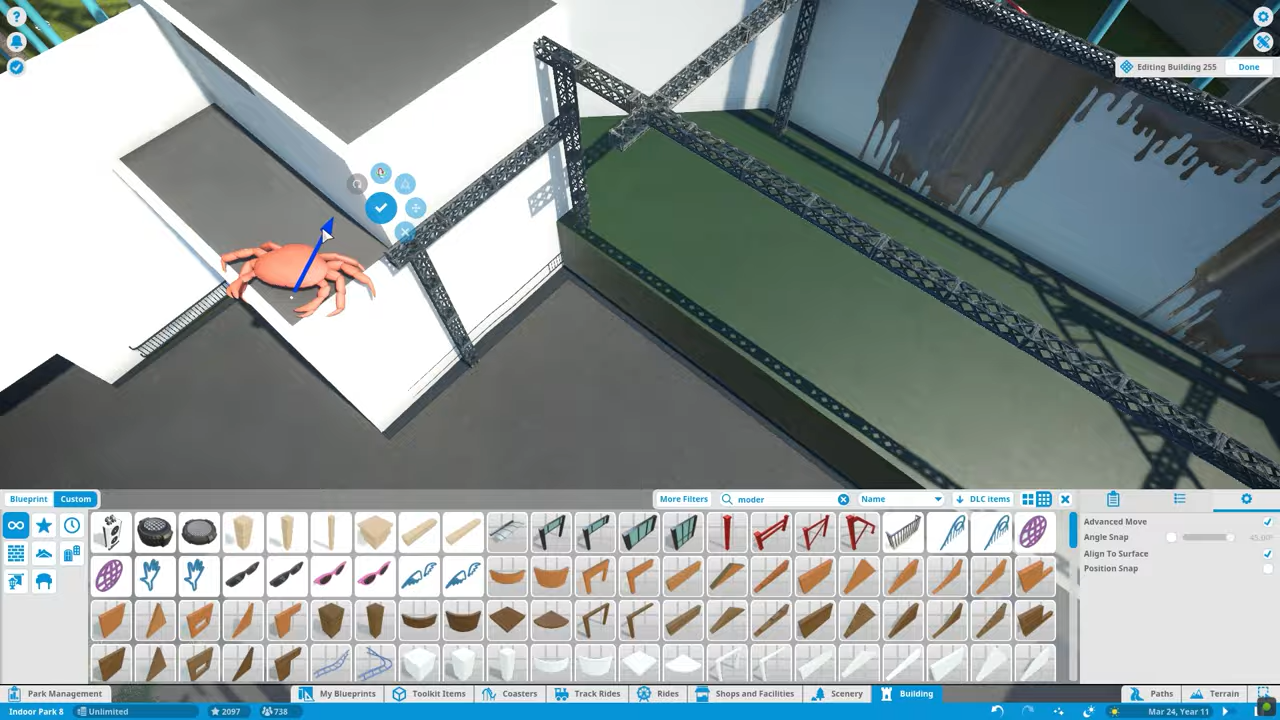 Editing Building 255 Done
Blueprint Custom
More Filters moder Name DLC items
Advanced Move
Angle Snap 45.00°
Align To Surface
Position Snap
Park Management My Blueprints Toolkit Items Coasters Track Rides Rides Shops and Facilities Scenery Building Paths Terrain
Indoor Park 8 Unlimited 2097 738 Mar 24, Year 11